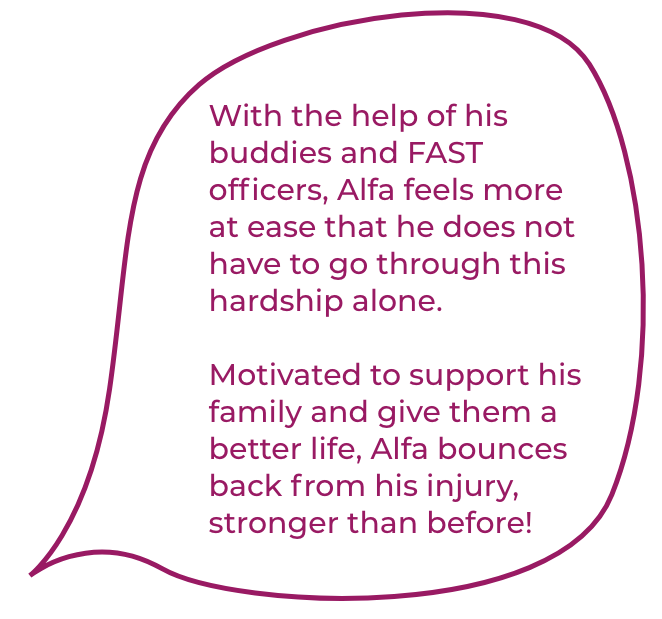 With the help of his
buddies and FAST
officers, Alfa feels more
at ease that he does not
have to go through this
hardship alone.
Motivated to support his
family and give them a
better life, Alfa bounces
back from his injury,
stronger than before!